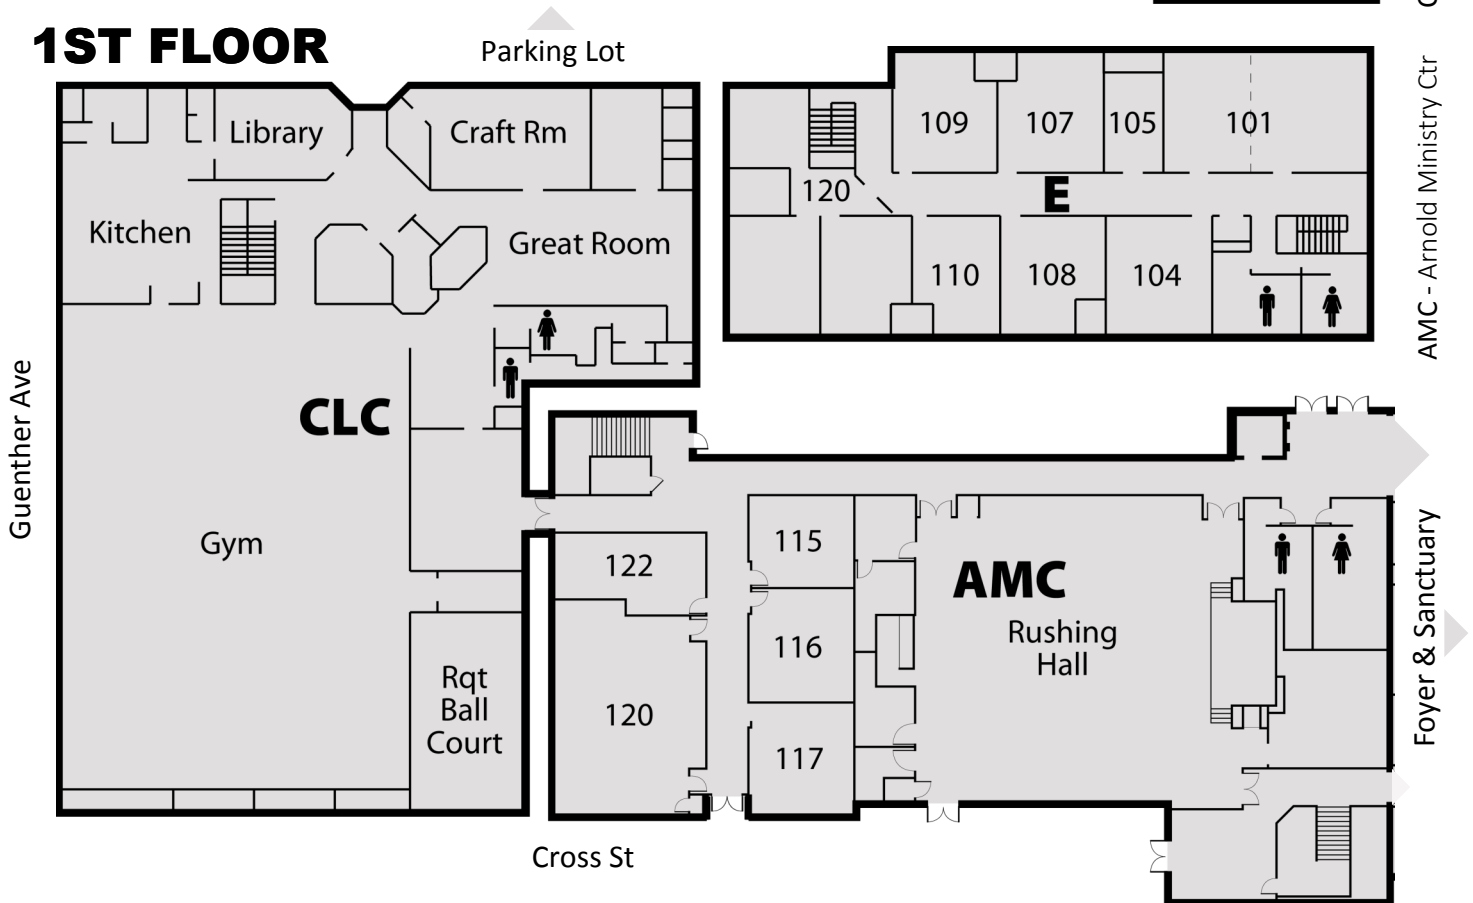 1ST FLOOR
Parking Lot
Library
Craft Rm
Kitchen
Great Room
CLC
Gym
Rqt
Ball
Court
Guenther Ave
109
107
105
101
120
E
110
108
104
AMC - Arnold Ministry Ctr
122
120
115
116
117
AMC
Rushing
Hall
Foyer & Sanctuary
Cross St